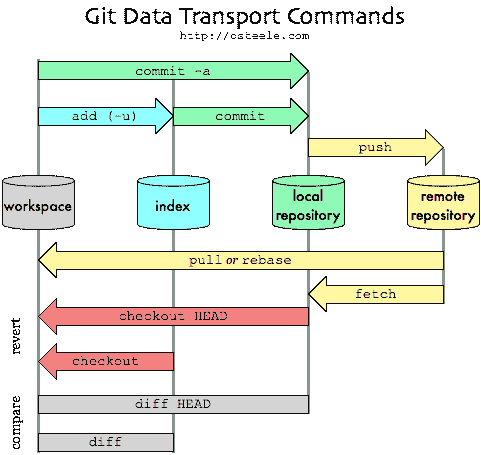 Git Data Transport Commands
http://osteele.com
commit -a
add (-u)
commit
push
workspace
index
local
repository
remote
repository
pull or rebase
fetch
revert
checkout HEAD
checkout
compare
diff HEAD
diff